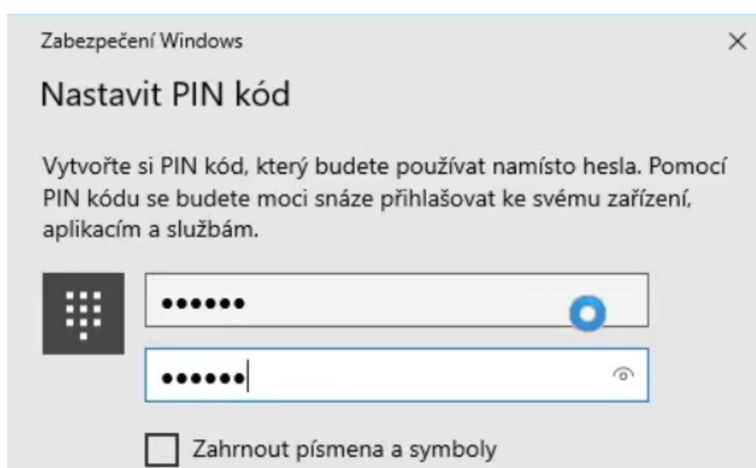 Zabezpečení Windows
Nastavit PIN kód
Vytvořte si PIN kód, který budete používat namísto hesla. Pomocí
PIN kódu se budete moci snáze přihlašovat ke svému zařízení,
aplikacím a službám.
••••••
••••••
Zahrnout písmena a symboly